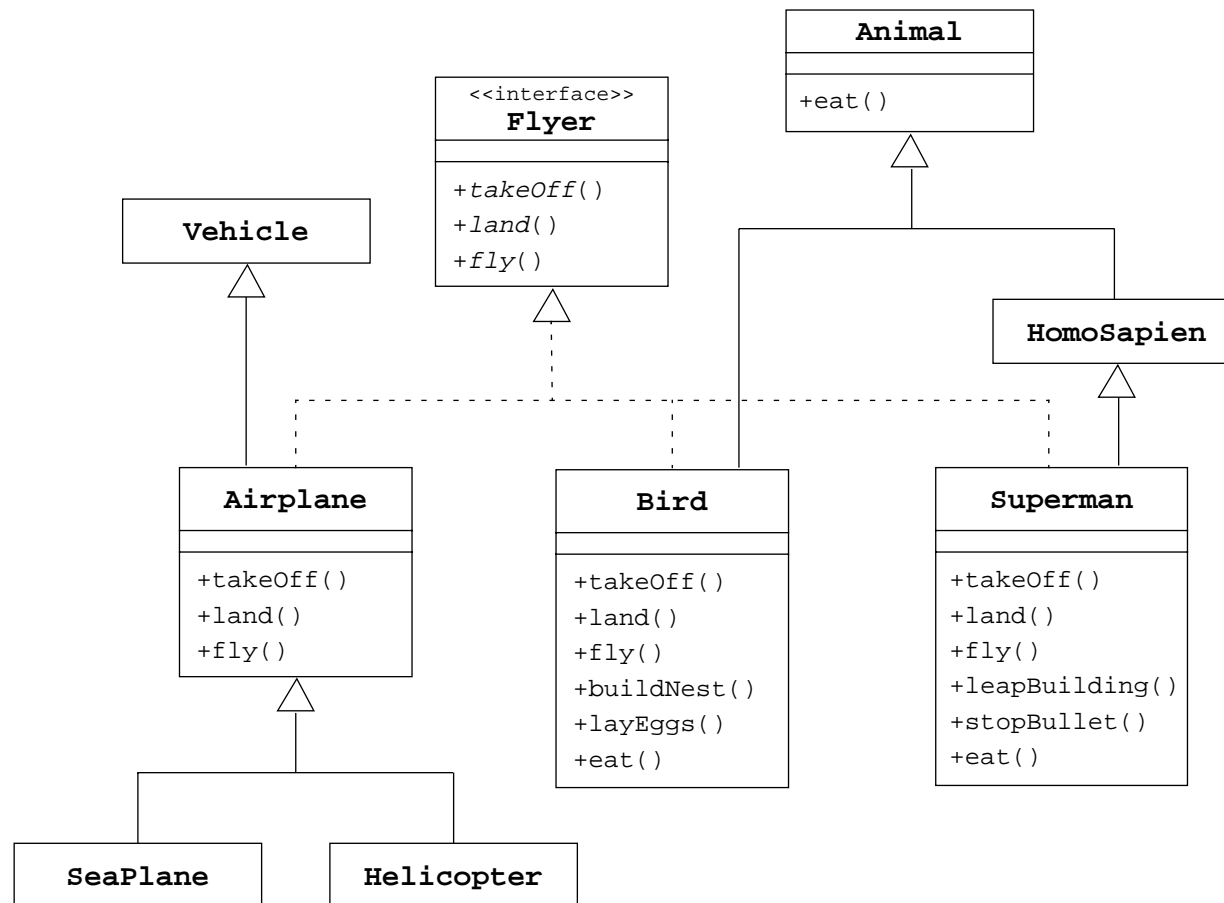 Animal
+eat()
<<interface>>
Flyer
+takeOff()
+land()
+fly()
Vehicle
HomoSapien
Airplane
+takeOff()
+land()
+fly()
Bird
+takeOff()
+land()
+fly()
+buildNest()
+layEggs()
+eat()
Superman
+takeOff()
+land()
+fly()
+leapBuilding()
+stopBullet()
+eat()
SeaPlane
Helicopter